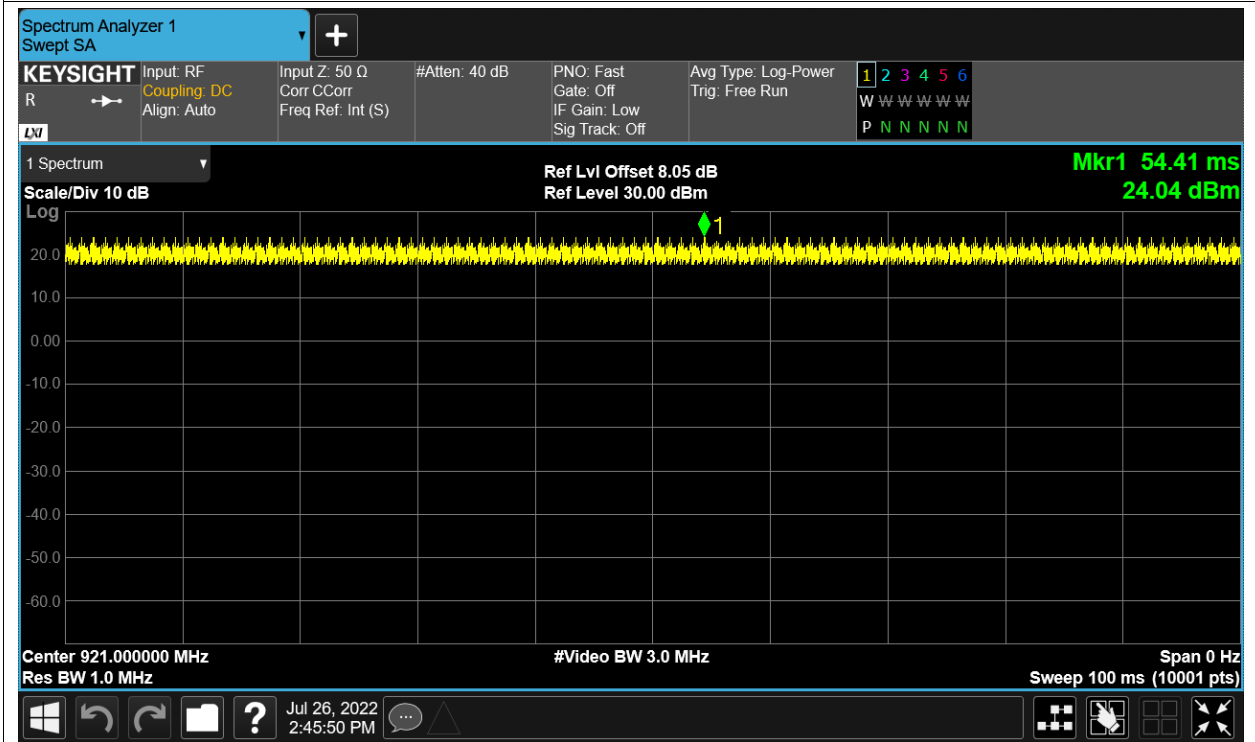 Spectrum Analyzer 1
Swept SA
KEYSIGHT
R
LXI
Input: RF
Coupling: DC
Align: Auto
Input Z: 50 Ω
Corr CCorr
Freq Ref: Int (S)
#Atten: 40 dB
PNO: Fast
Gate: Off
IF Gain: Low
Sig Track: Off
Avg Type: Log-Power
Trig: Free Run
1 2 3 4 5 6
W W W W W W
P N N N N N
1 Spectrum
Scale/Div 10 dB
Log
Ref Lvl Offset 8.05 dB
Ref Level 30.00 dBm
Mkr1 54.41 ms
24.04 dBm
1
20.0
10.0
0.00
-10.0
-20.0
-30.0
-40.0
-50.0
-60.0
Center 921.000000 MHz
Res BW 1.0 MHz
#Video BW 3.0 MHz
Span 0 Hz
Sweep 100 ms (10001 pts)
Jul 26, 2022
2:45:50 PM